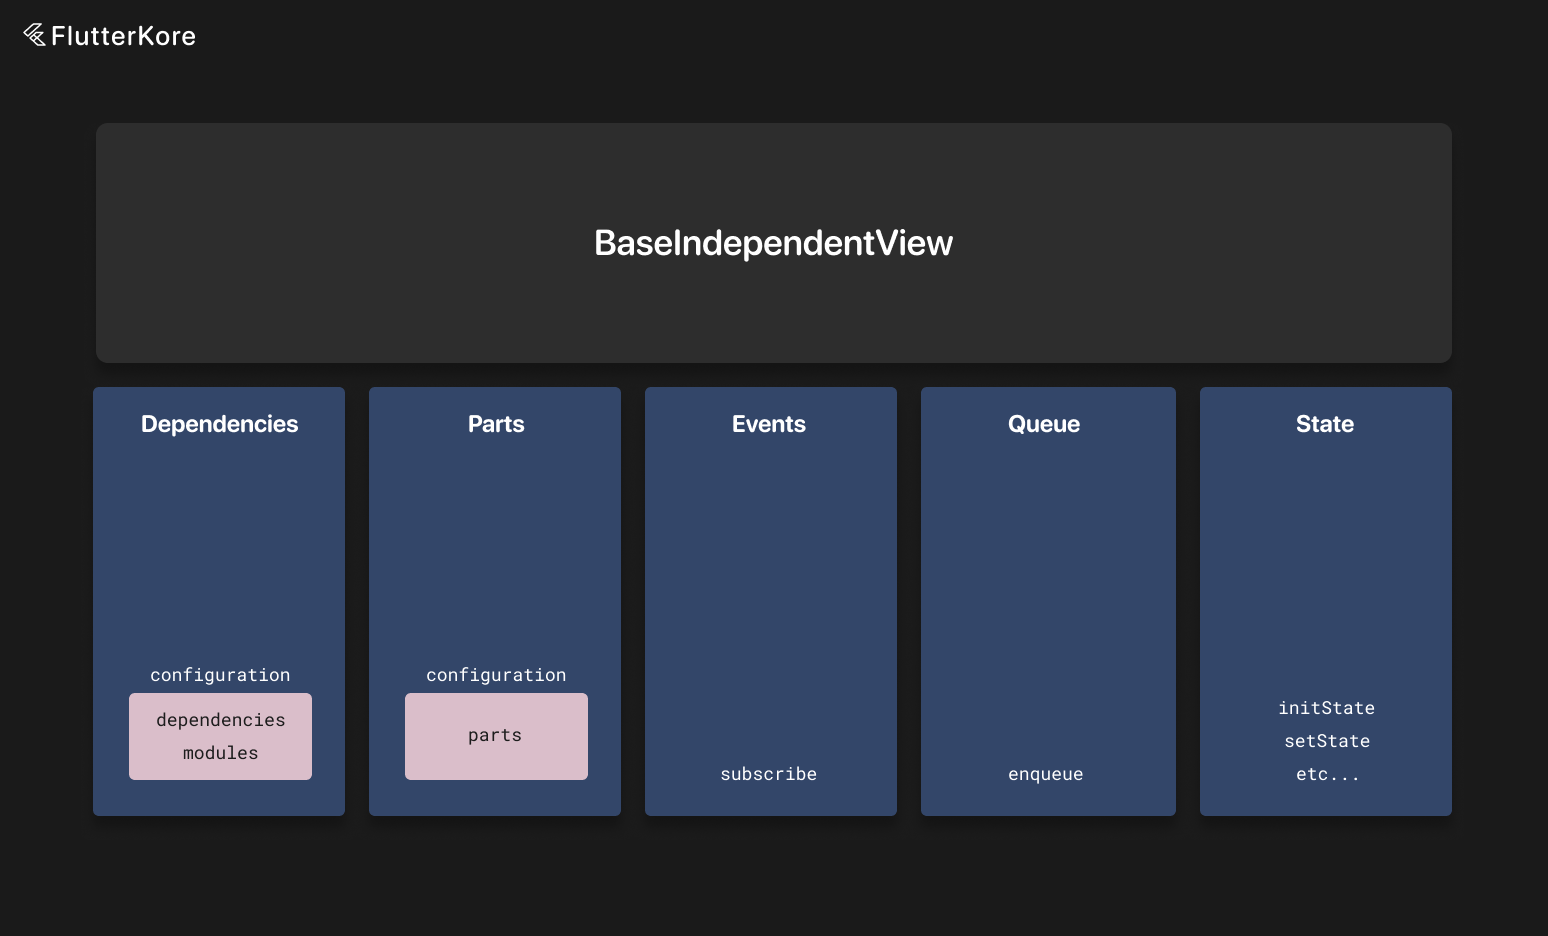 FlutterKore
BaseIndependentView
Dependencies
configuration
dependencies
modules
Parts
configuration
parts
Events
subscribe
Queue
enqueue
State
initState
setState
etc...